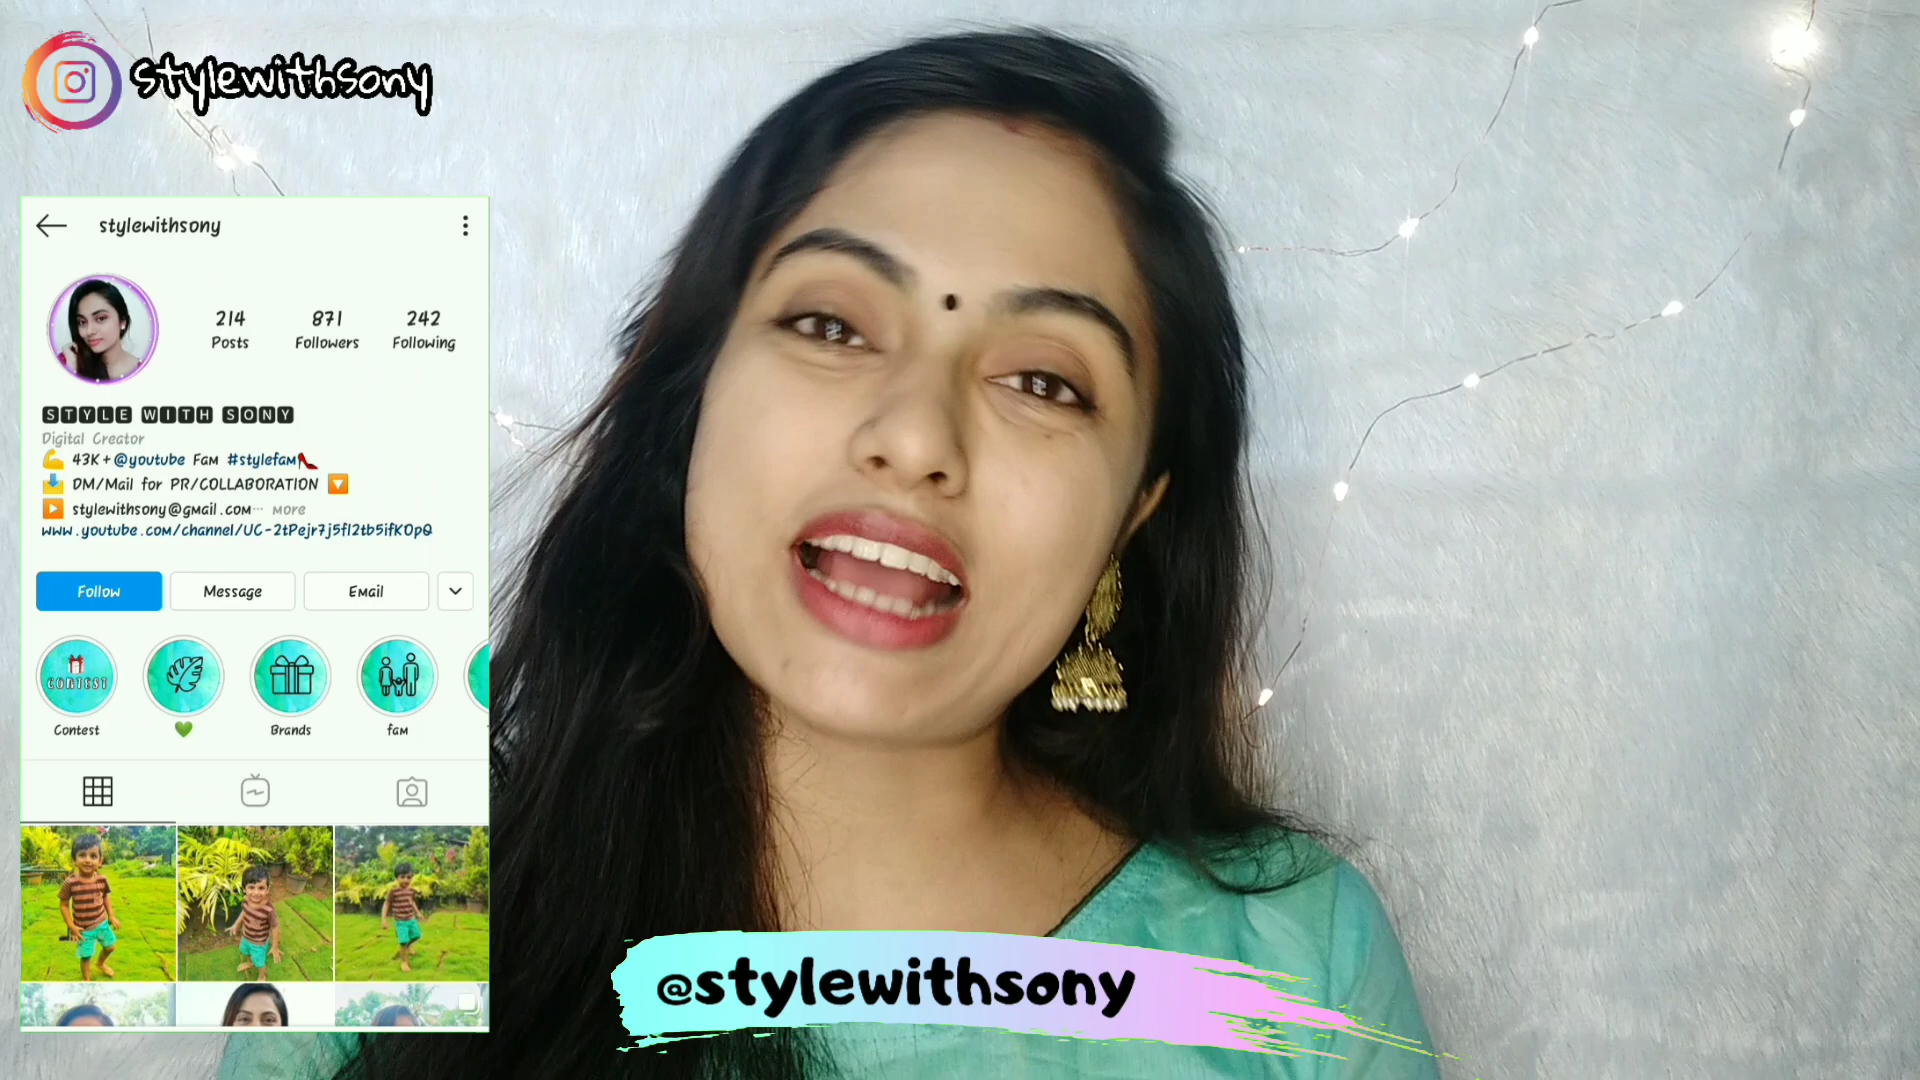 stylewithsony
stylewithsony
214 871 242
Posts Followers Following
STYLE WITH SONY
Digital Creator
💪 43K+@youtube Fam #stylefam👠
📥 DM/Mail for PR/COLLABORATION 🔽
▶️ stylewithsony@gmail.com... more
www.youtube.com/channel/UC-2tPejr7j5fl2tb5ifKOpQ
Follow Message Email
CONTEST
Contest 💚 Brands fam
@stylewithsony